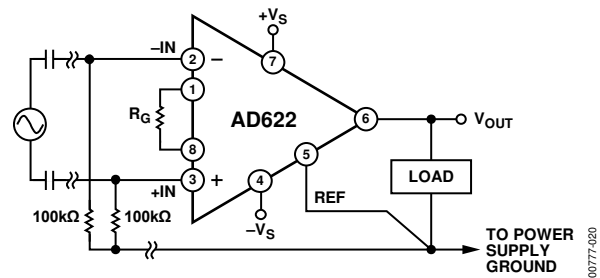 +VS
–IN
2
–
7
1
RG
AD622
6
VOUT
8
5
LOAD
3
+
+IN
4
REF
100kΩ
100kΩ
–VS
TO POWER
SUPPLY
GROUND
00777-020